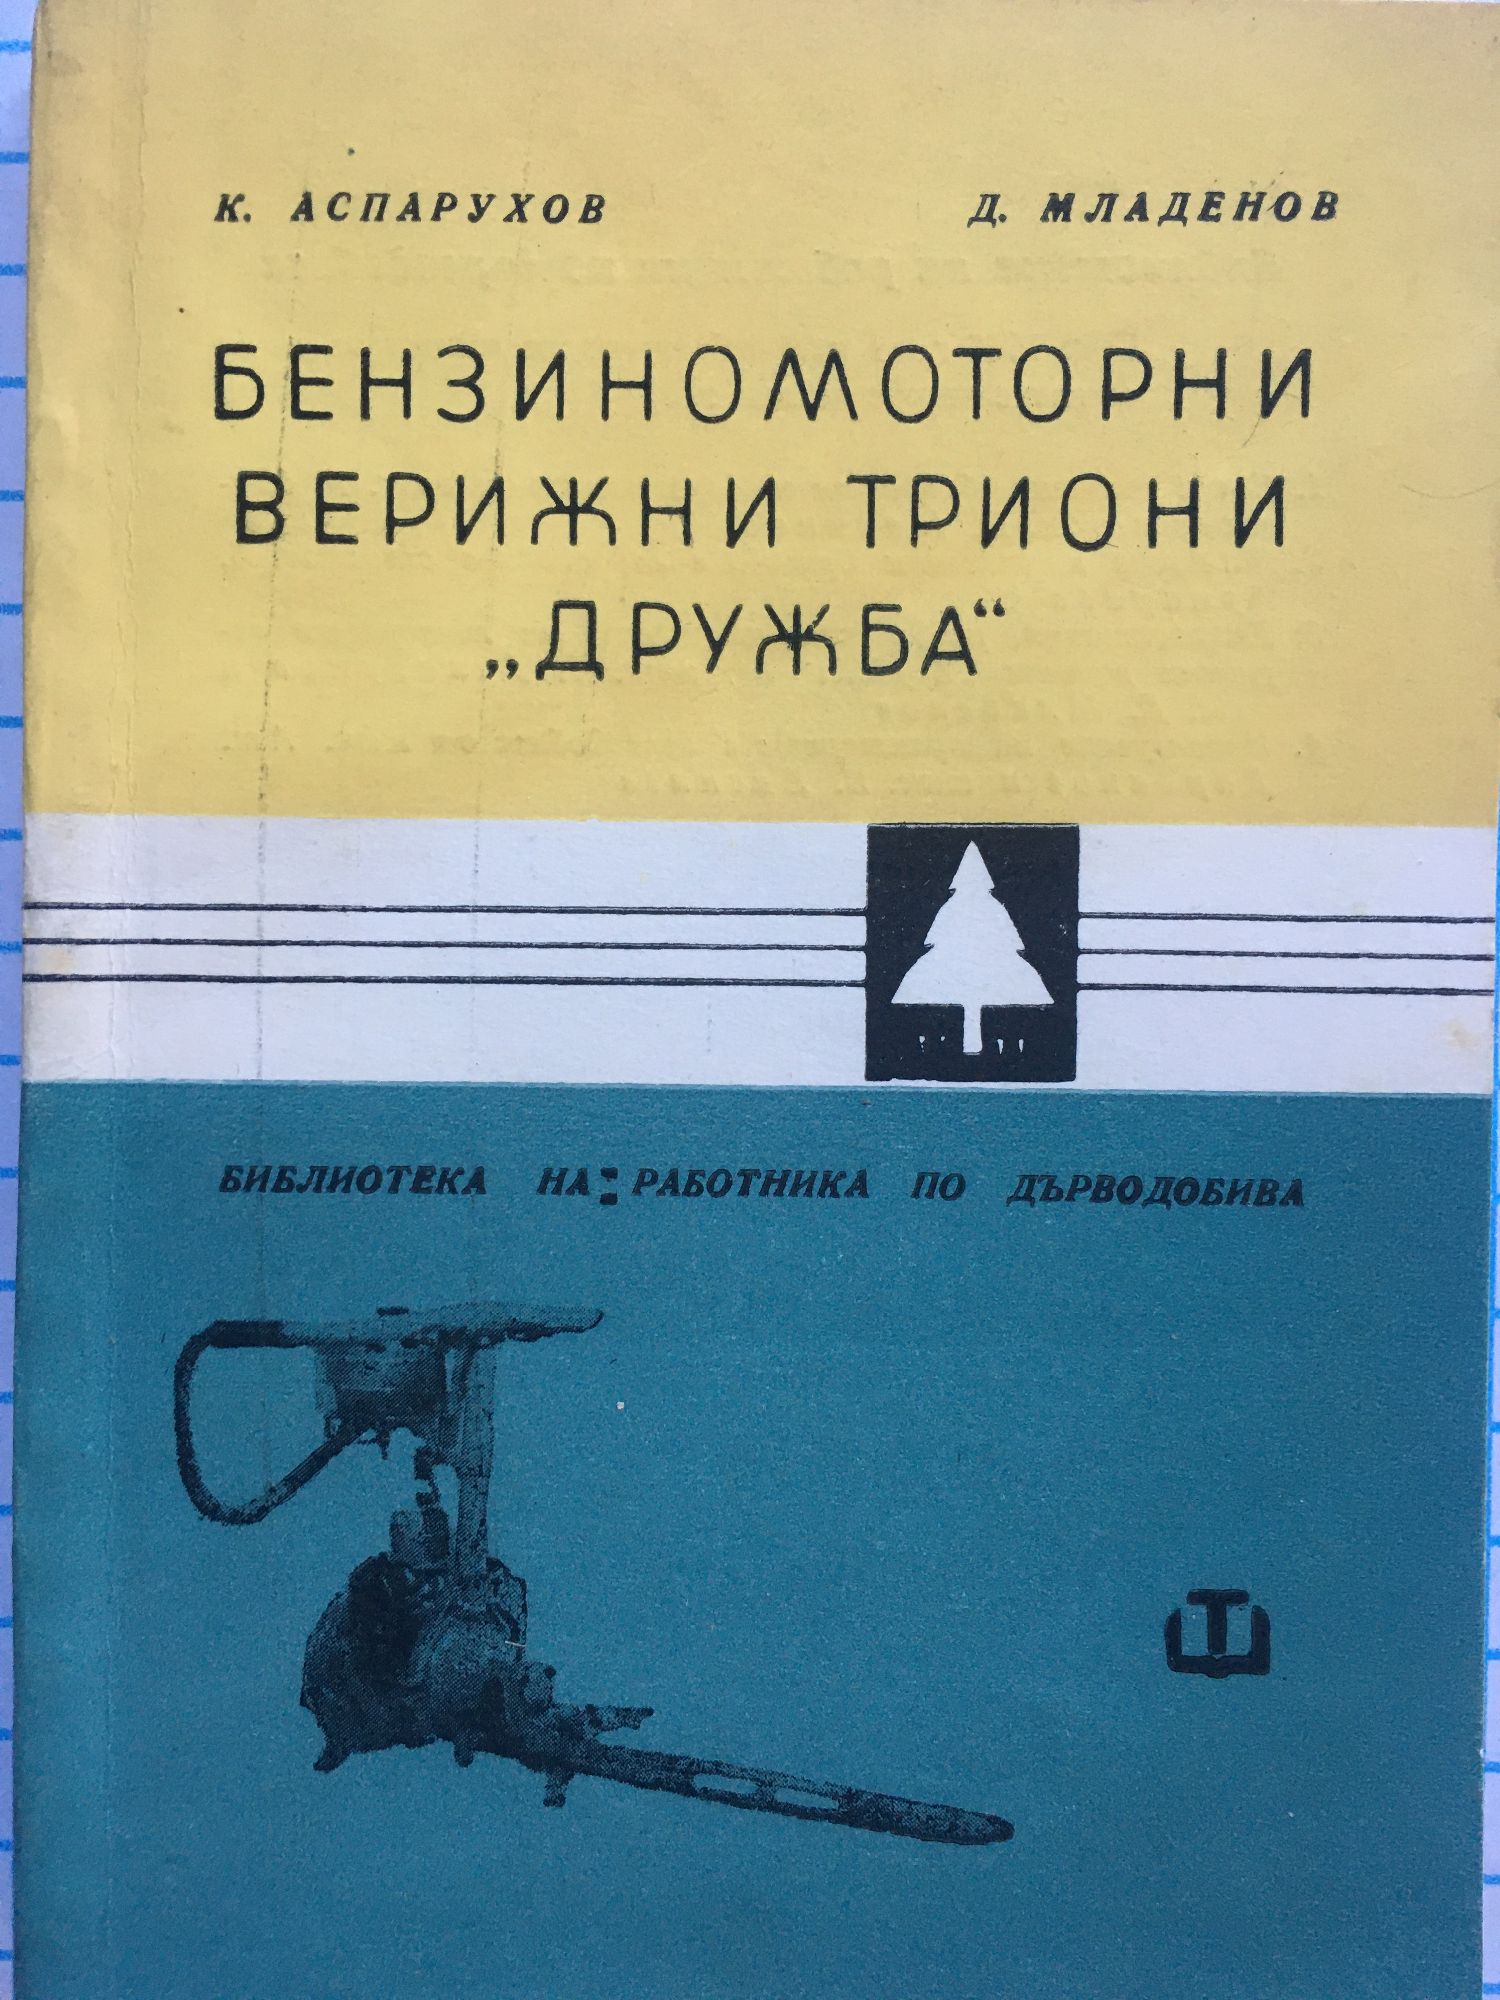 К. АСПАРУХОВ Д. МЛАДЕНОВ
БЕНЗИНОМОТОРНИ
ВЕРИЖНИ ТРИОНИ
„ДРУЖБА“
БИБЛИОТЕКА НА РАБОТНИКА ПО ДЪРВОДОБИВА
Т